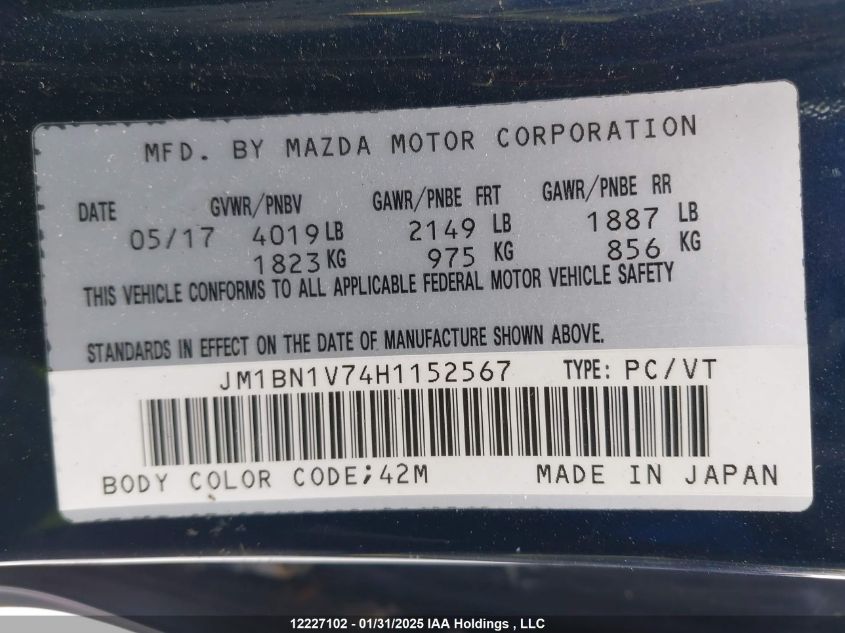 MFD. BY MAZDA MOTOR CORPORATION
DATE GVWR/PNBV GAWR/PNBE FRT GAWR/PNBE RR
05/17 4019 LB 2149 LB 1887 LB
1823 KG 975 KG 856 KG
THIS VEHICLE CONFORMS TO ALL APPLICABLE FEDERAL MOTOR VEHICLE SAFETY
STANDARDS IN EFFECT ON THE DATE OF MANUFACTURE SHOWN ABOVE.
JM1BN1V74H1152567 TYPE: PC/VT
BODY COLOR CODE;42M MADE IN JAPAN
12227102 - 01/31/2025 IAA Holdings , LLC